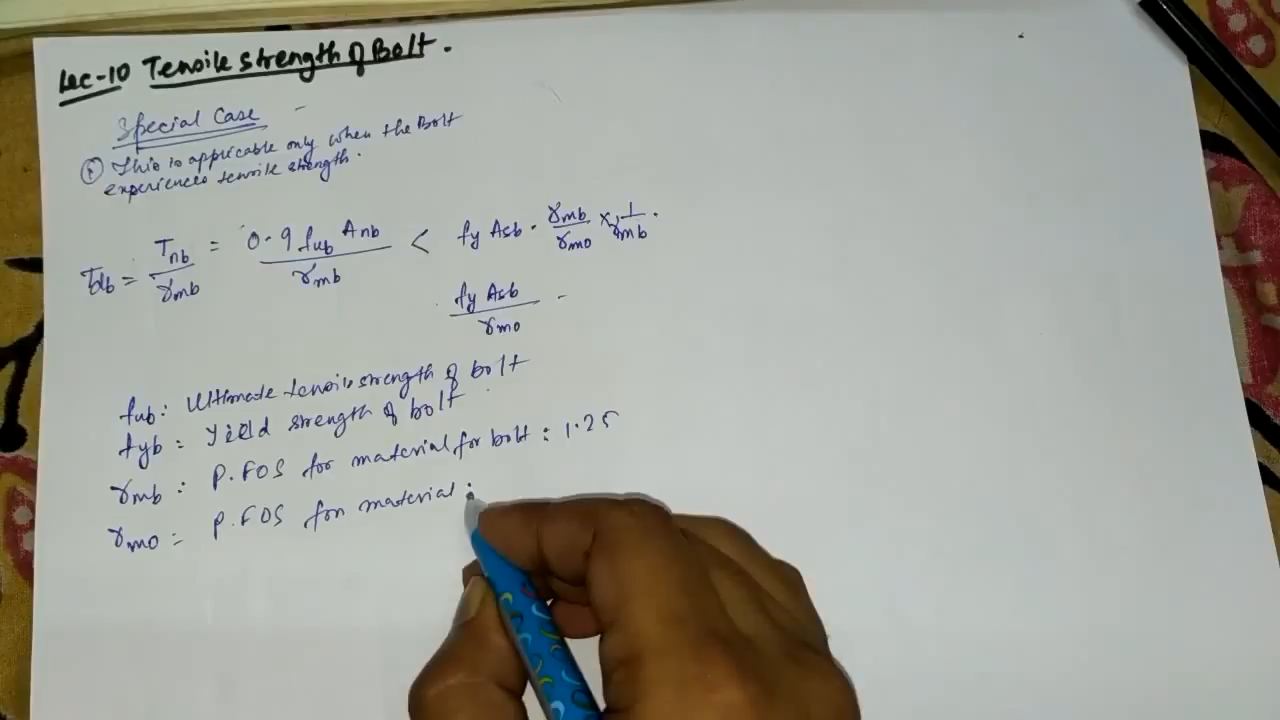 Lec-10 Tensile strength of Bolt.
Special Case
This is applicable only when the Bolt
experiences tensile strength.
Tdb = Tnb / γmb = 0.9 fub Anb / γmb < fy Asb · γmb / γmo × 1 / γmb .
fy Asb / γmo
fub : Ultimate tensile strength of bolt
fyb = Yield strength of bolt
γmb : P.FOS for material for bolt : 1.25
γmo = P.FOS for material :